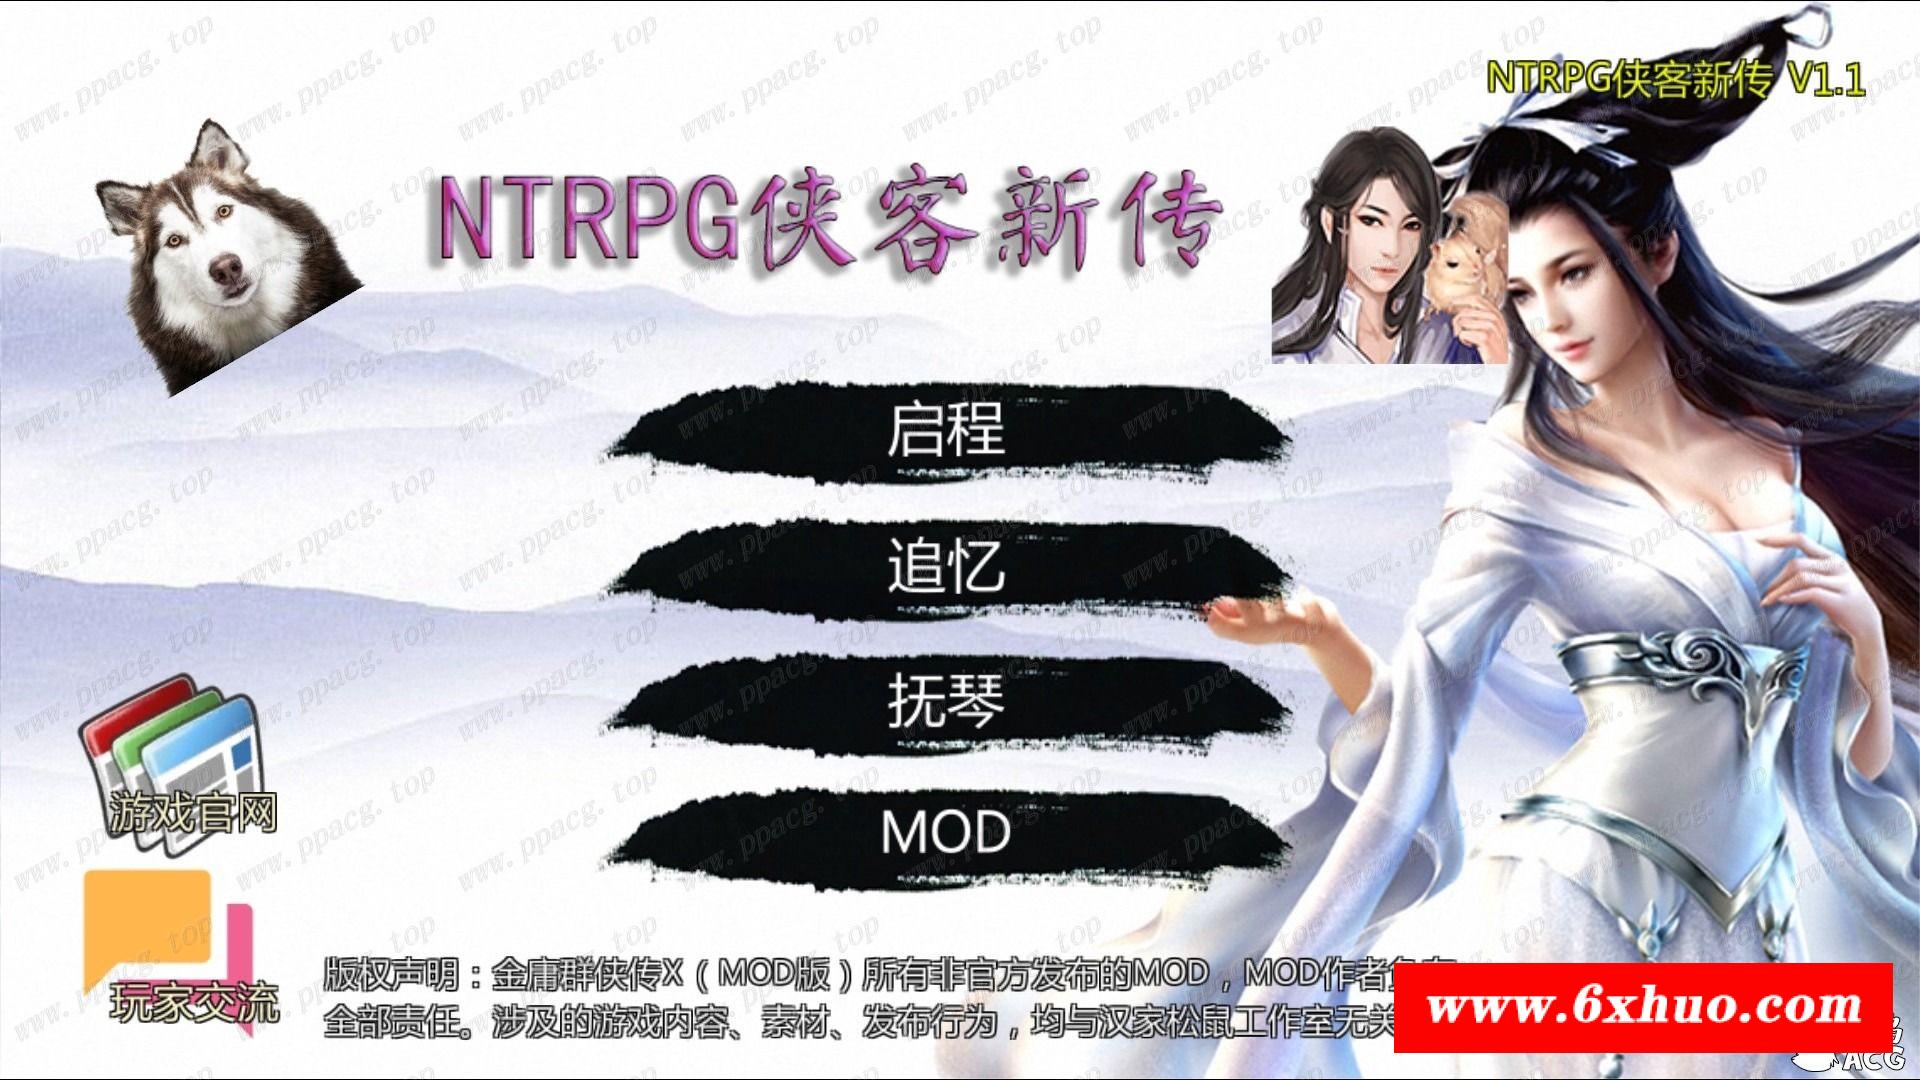 NTRPG侠客新传 V1.1
NTRPG侠客新传
启程
追忆
抚琴
MOD
游戏官网
玩家交流
版权声明：金庸群侠传X（MOD版）所有非官方发布的MOD，MOD作者
全部责任。涉及的游戏内容、素材、发布行为，均与汉家松鼠工作室无关
www.6xhuo.com
ACG
www.ppacg.top